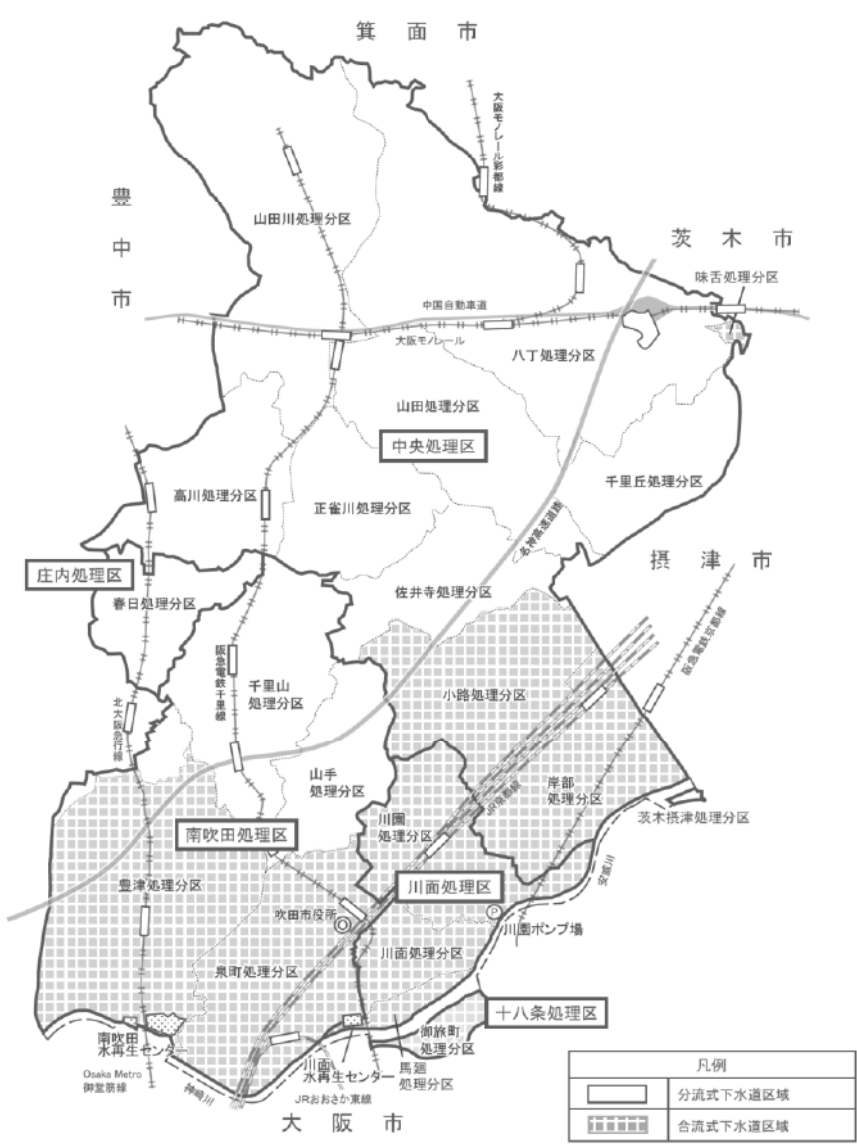 箕面市
大阪モノレール彩都線
豊中市
山田川処理分区
茨木市
味舌処理分区
中国自動車道
大阪モノレール
八丁処理分区
山田処理分区
中央処理区
千里丘処理分区
高川処理分区
正雀川処理分区
名神高速道路
摂津市
庄内処理区
佐井寺処理分区
春日処理分区
阪急電鉄京都線
阪急電鉄千里線
千里山
処理分区
小路処理分区
北大阪急行線
山手
処理分区
岸部
処理分区
JR京都線
川園
処理分区
茨木摂津処理分区
南吹田処理区
安威川
豊津処理分区
川面処理区
吹田市役所
P
川園ポンプ場
川面処理分区
泉町処理分区
十八条処理区
御旅町
処理分区
南吹田
水再生センター
川面
水再生センター
馬廻
処理分区
Osaka Metro
御堂筋線
神崎川
JRおおさか東線
大阪市
凡例
分流式下水道区域
合流式下水道区域